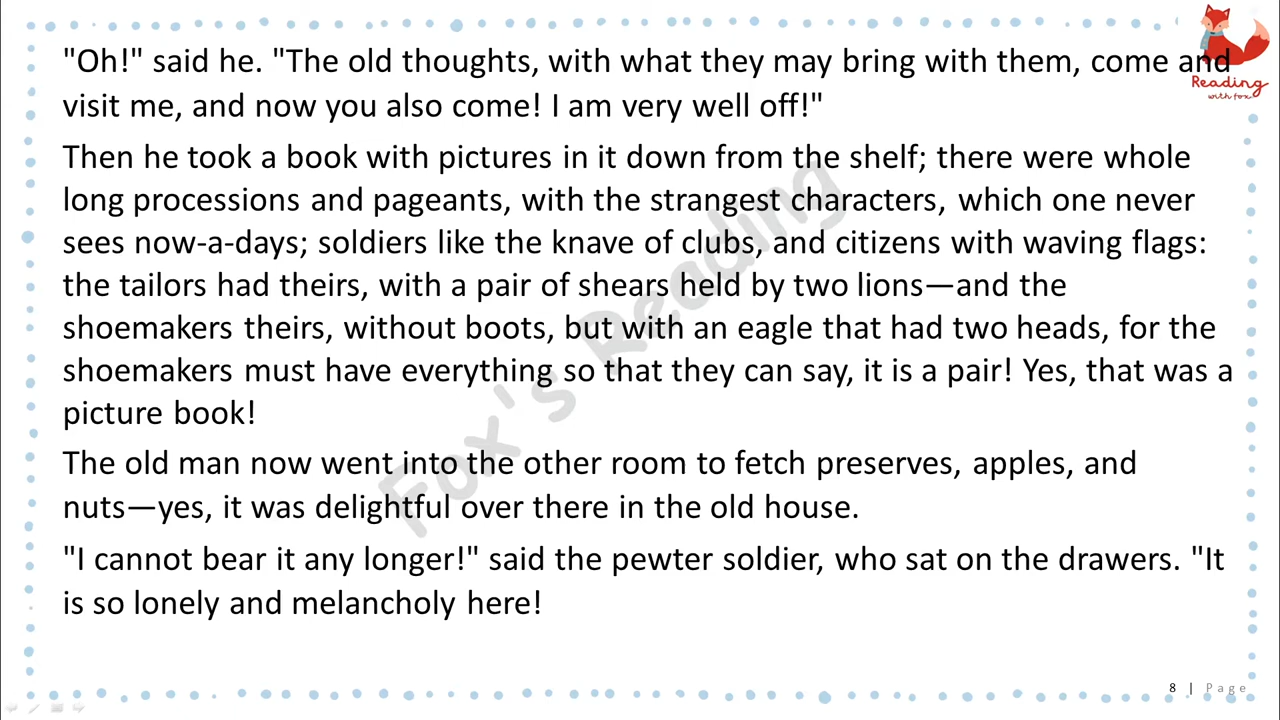 "Oh!" said he. "The old thoughts, with what they may bring with them, come and
visit me, and now you also come! I am very well off!"
Then he took a book with pictures in it down from the shelf; there were whole
long processions and pageants, with the strangest characters, which one never
sees now-a-days; soldiers like the knave of clubs, and citizens with waving flags:
the tailors had theirs, with a pair of shears held by two lions—and the
shoemakers theirs, without boots, but with an eagle that had two heads, for the
shoemakers must have everything so that they can say, it is a pair! Yes, that was a
picture book!
The old man now went into the other room to fetch preserves, apples, and
nuts—yes, it was delightful over there in the old house.
"I cannot bear it any longer!" said the pewter soldier, who sat on the drawers. "It
is so lonely and melancholy here!
Reading
with fox
Fox's Reading
8 | Page